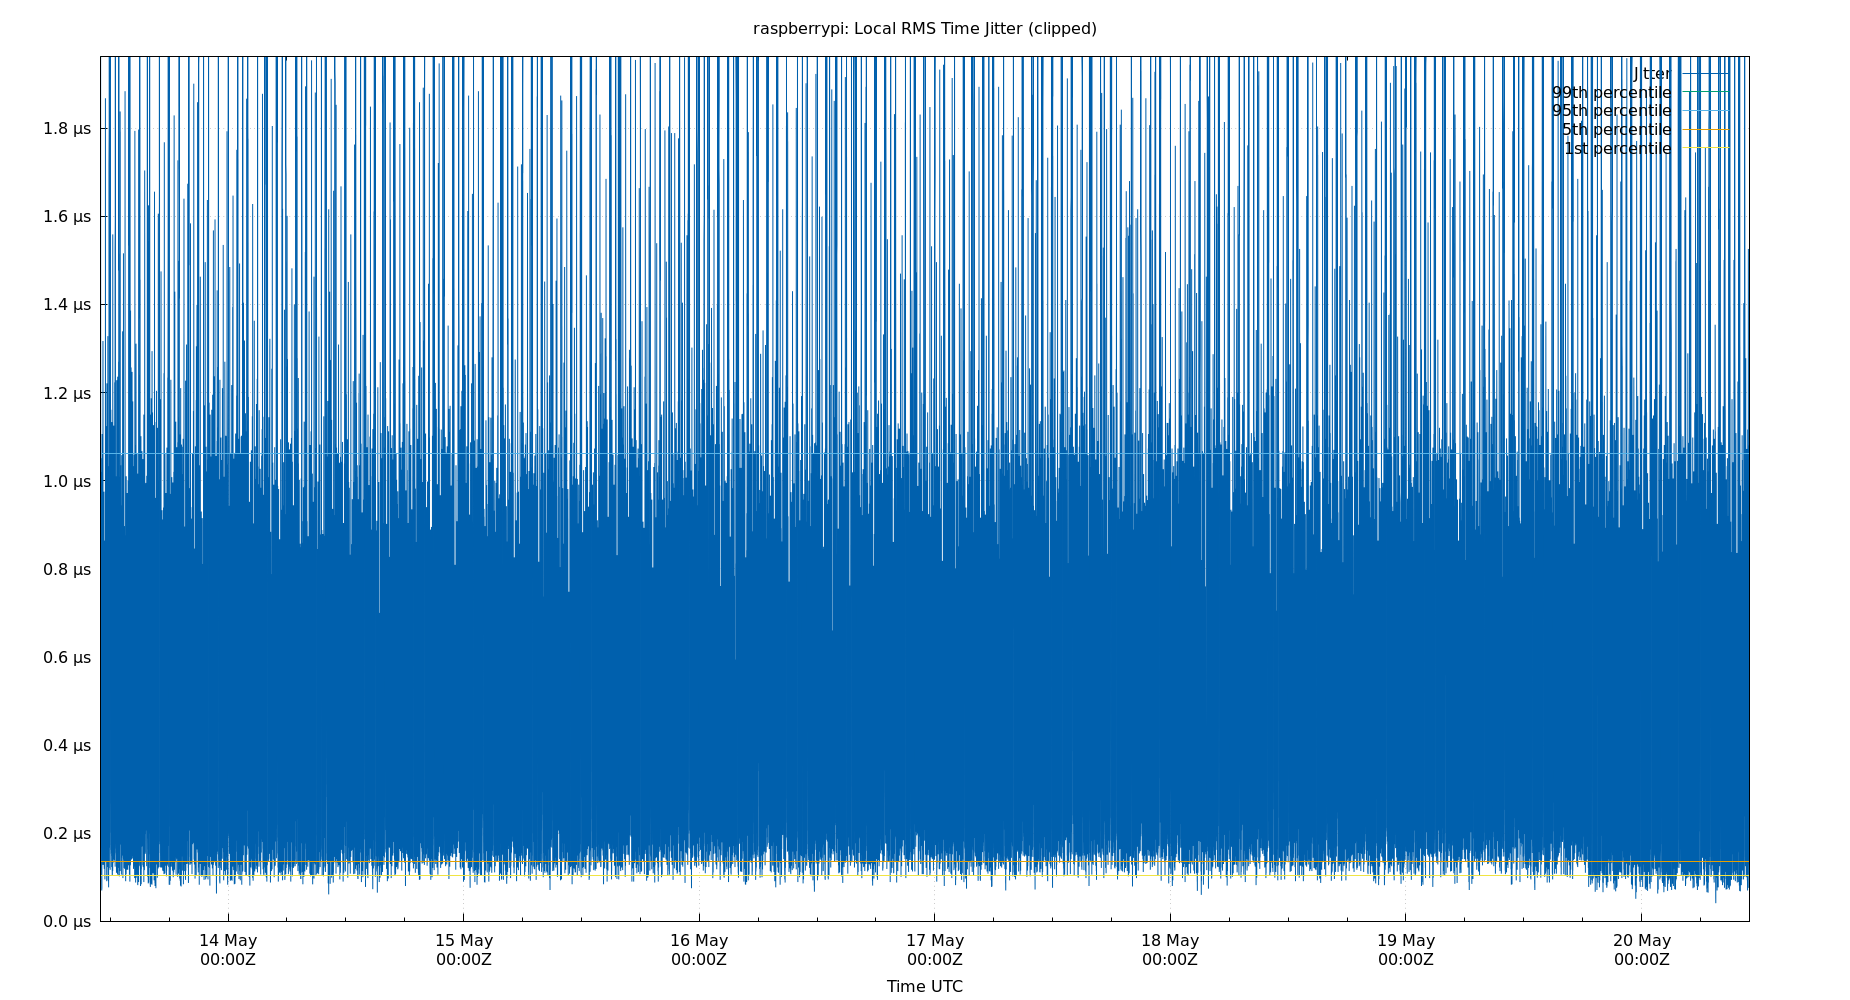 raspberrypi: Local RMS Time Jitter (clipped)
Jitter
99th percentile
95th percentile
5th percentile
1st percentile
1.8 µs
1.6 µs
1.4 µs
1.2 µs
1.0 µs
0.8 µs
0.6 µs
0.4 µs
0.2 µs
0.0 µs
14 May 15 May 16 May 17 May 18 May 19 May 20 May
00:00Z 00:00Z 00:00Z 00:00Z 00:00Z 00:00Z 00:00Z
Time UTC